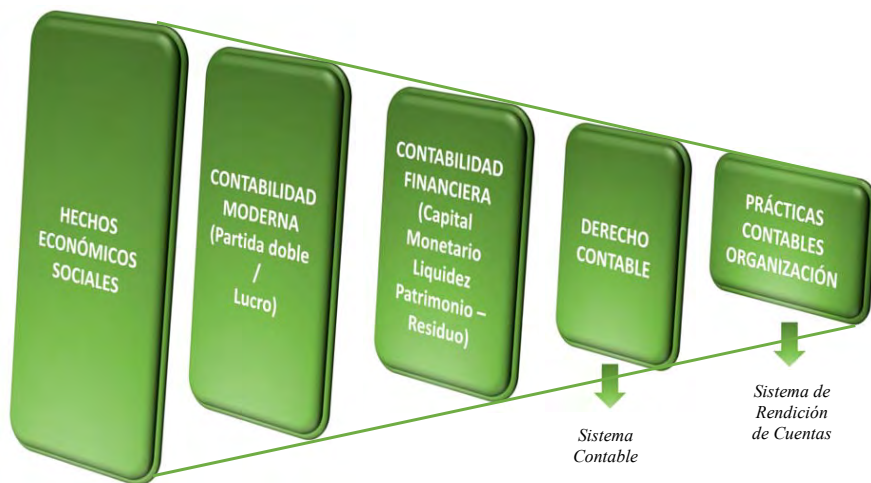 HECHOS
ECONÓMICOS
SOCIALES
CONTABILIDAD
MODERNA
(Partida doble
/
Lucro)
CONTABILIDAD
FINANCIERA
(Capital
Monetario
Liquidez
Patrimonio –
Residuo)
DERECHO
CONTABLE
PRÁCTICAS
CONTABLES
ORGANIZACIÓN
Sistema
Contable
Sistema de
Rendición
de Cuentas